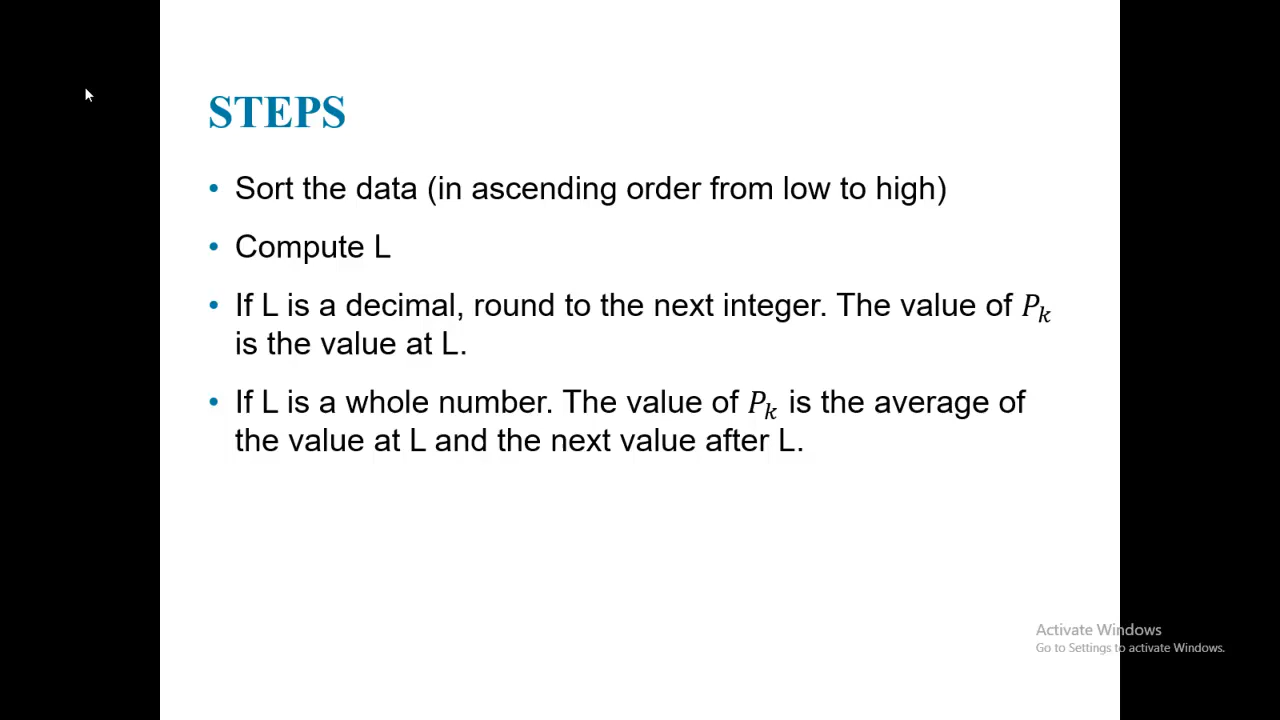 STEPS
• Sort the data (in ascending order from low to high)
• Compute L
• If L is a decimal, round to the next integer. The value of Pₖ
is the value at L.
• If L is a whole number. The value of Pₖ is the average of
the value at L and the next value after L.
Activate Windows
Go to Settings to activate Windows.